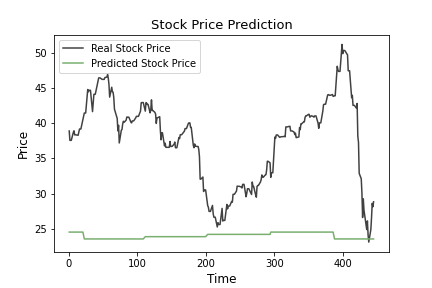 Stock Price Prediction
Real Stock Price
Predicted Stock Price
50
45
40
35
30
25
Price
0 100 200 300 400
Time